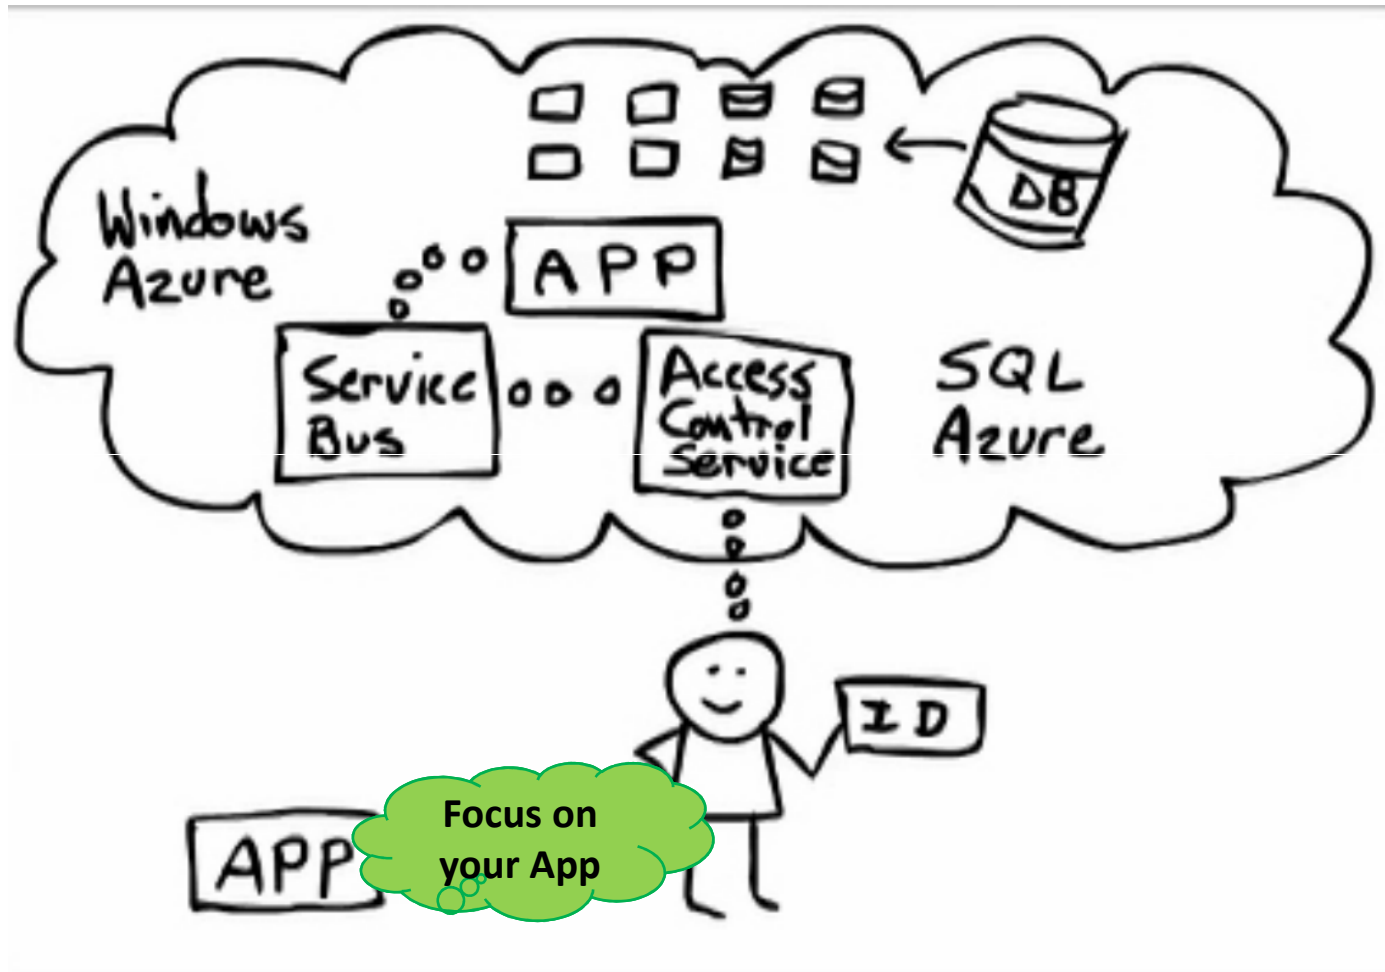 Windows
Azure
DB
APP
Service
Bus
Access
Control
Service
SQL
Azure
ID
APP
Focus on
your App